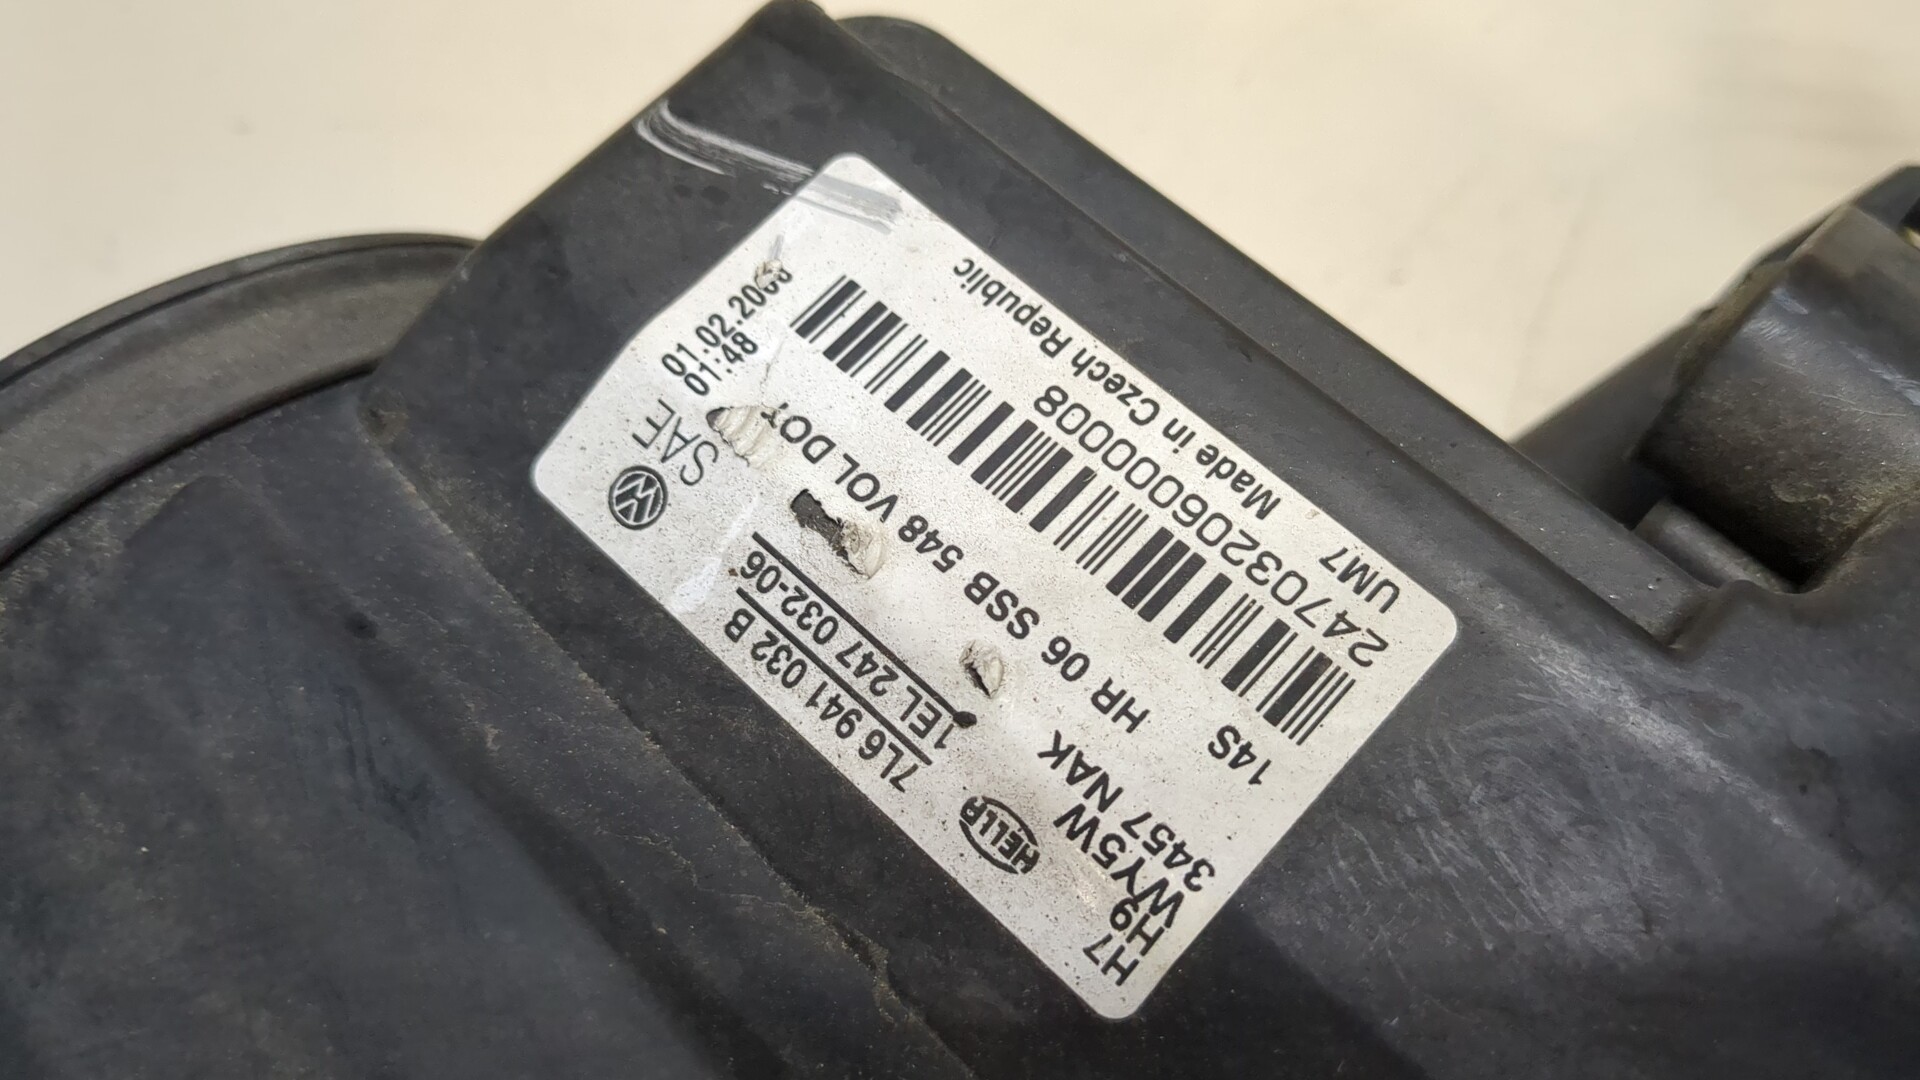 SAE
7L6 941 032 B
1EL 247 032-06
HELLA
H7
H9
WY5W
3457 NAK
HR 06 SSB 548 VOL DOT
14S
01.02.20
01:48
2470320600008
UM7
Made in Czech Republic